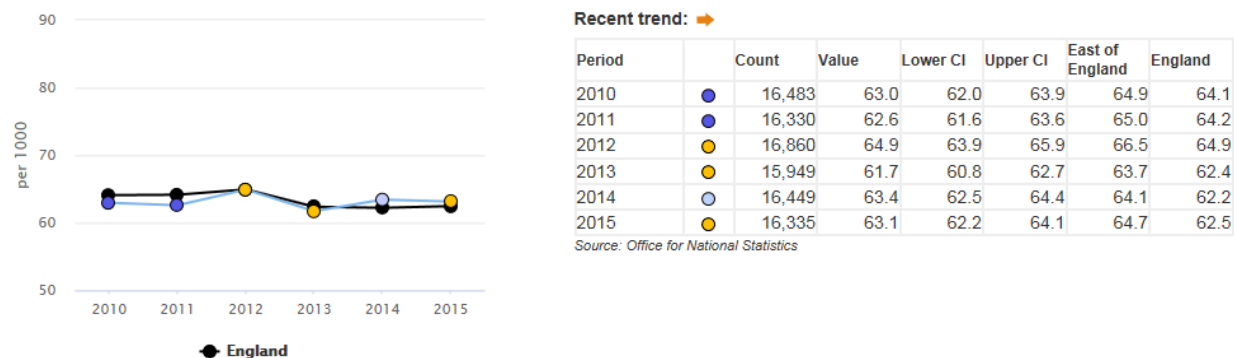 90
80
70
60
50
per 1000
2010 2011 2012 2013 2014 2015
England
Recent trend:
Period Count Value Lower CI Upper CI East of England England
2010 16,483 63.0 62.0 63.9 64.9 64.1
2011 16,330 62.6 61.6 63.6 65.0 64.2
2012 16,860 64.9 63.9 65.9 66.5 64.9
2013 15,949 61.7 60.8 62.7 63.7 62.4
2014 16,449 63.4 62.5 64.4 64.1 62.2
2015 16,335 63.1 62.2 64.1 64.7 62.5
Source: Office for National Statistics